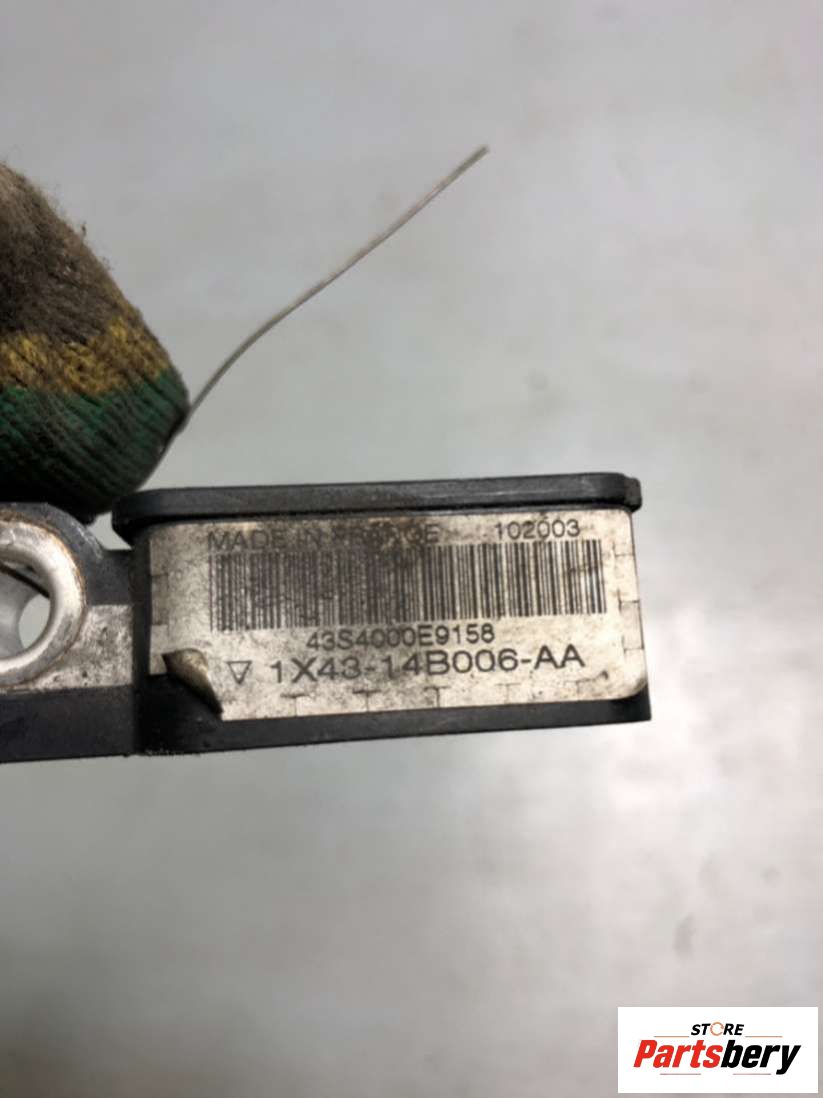 MADE IN FRANCE 102003
43S4000E9158
1X43-14B006-AA
STORE
Partsbery